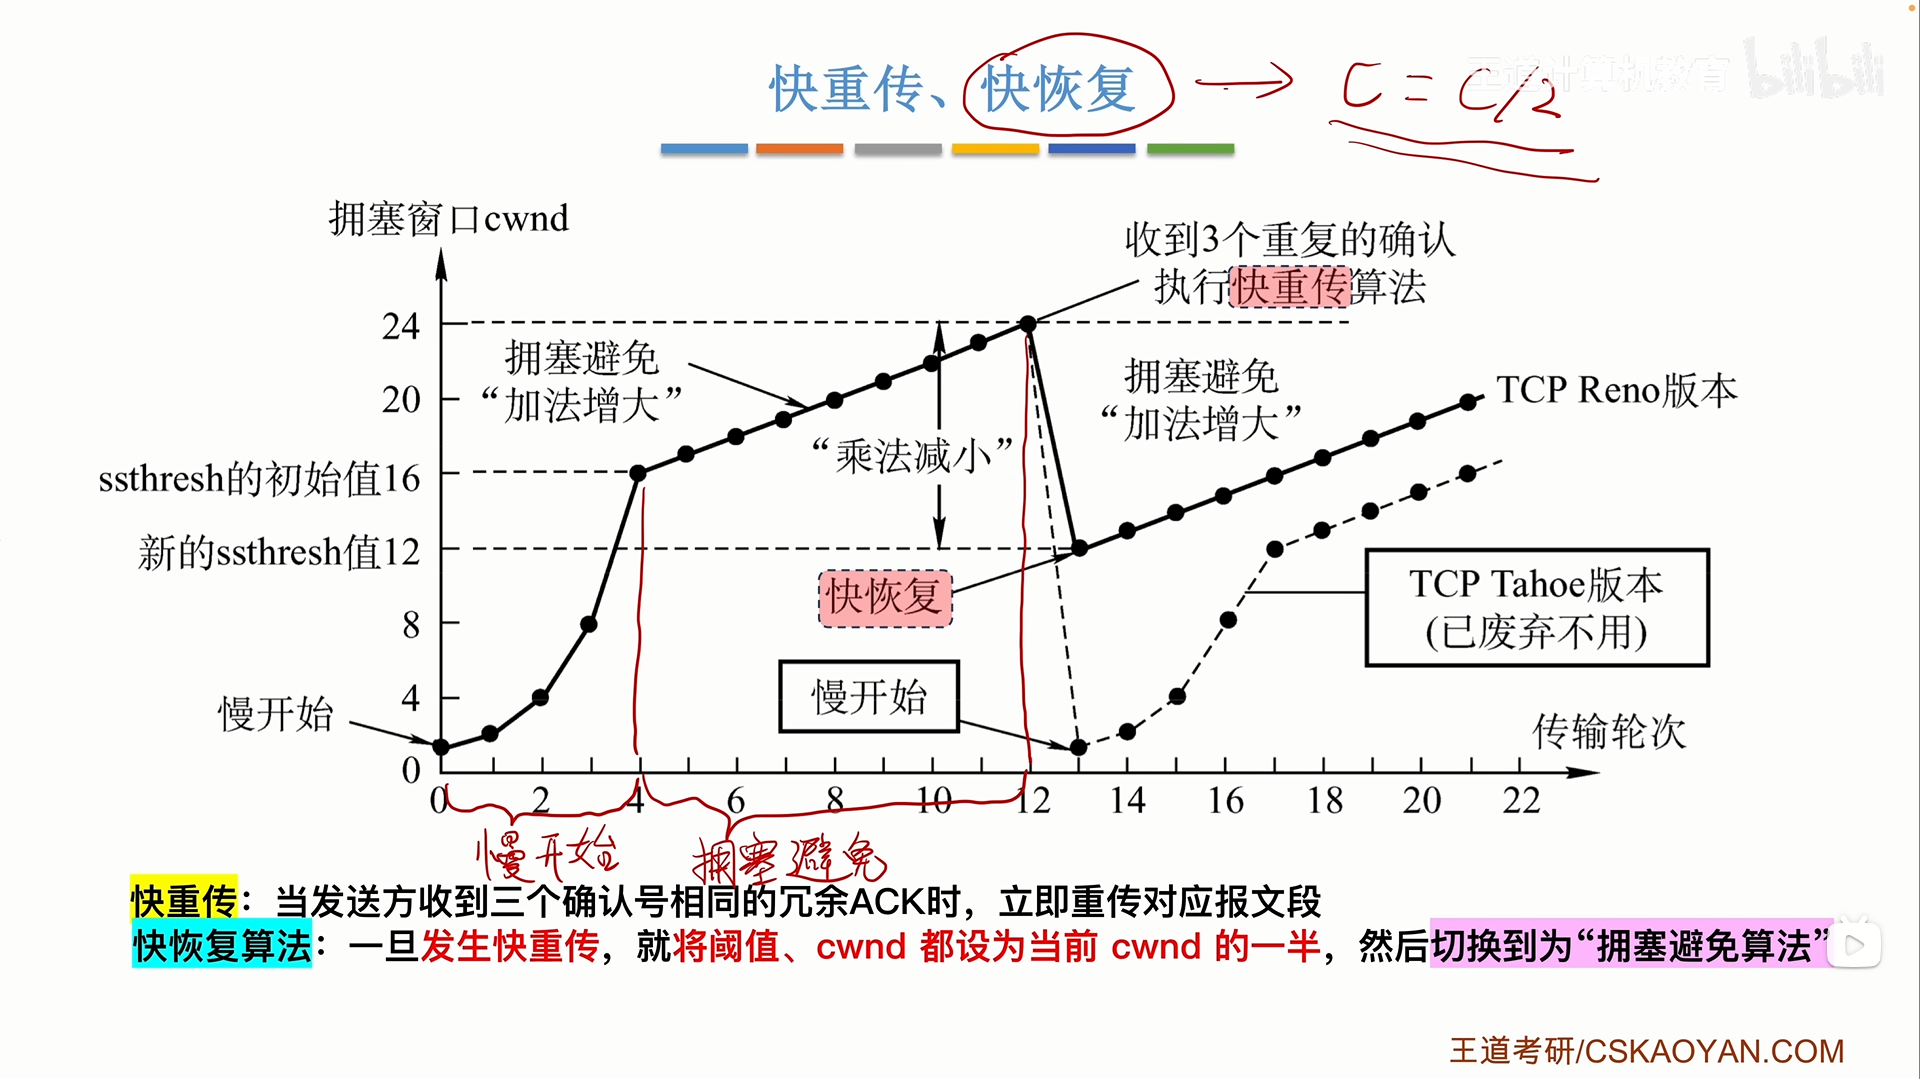 快重传、快恢复 → C = C/2
王道计算机教育 bilibili
拥塞窗口cwnd
收到3个重复的确认
执行快重传算法
24
拥塞避免
“加法增大”
拥塞避免
“加法增大”
20
TCP Reno版本
“乘法减小”
ssthresh的初始值16
新的ssthresh值12
快恢复
TCP Tahoe版本
(已废弃不用)
8
慢开始
4
慢开始
传输轮次
0
0 2 4 6 8 10 12 14 16 18 20 22
慢开始 拥塞避免
快重传：当发送方收到三个确认号相同的冗余ACK时，立即重传对应报文段
快恢复算法：一旦发生快重传，就将阈值、cwnd 都设为当前 cwnd 的一半，然后切换到为“拥塞避免算法”
王道考研/CSKAOYAN.COM